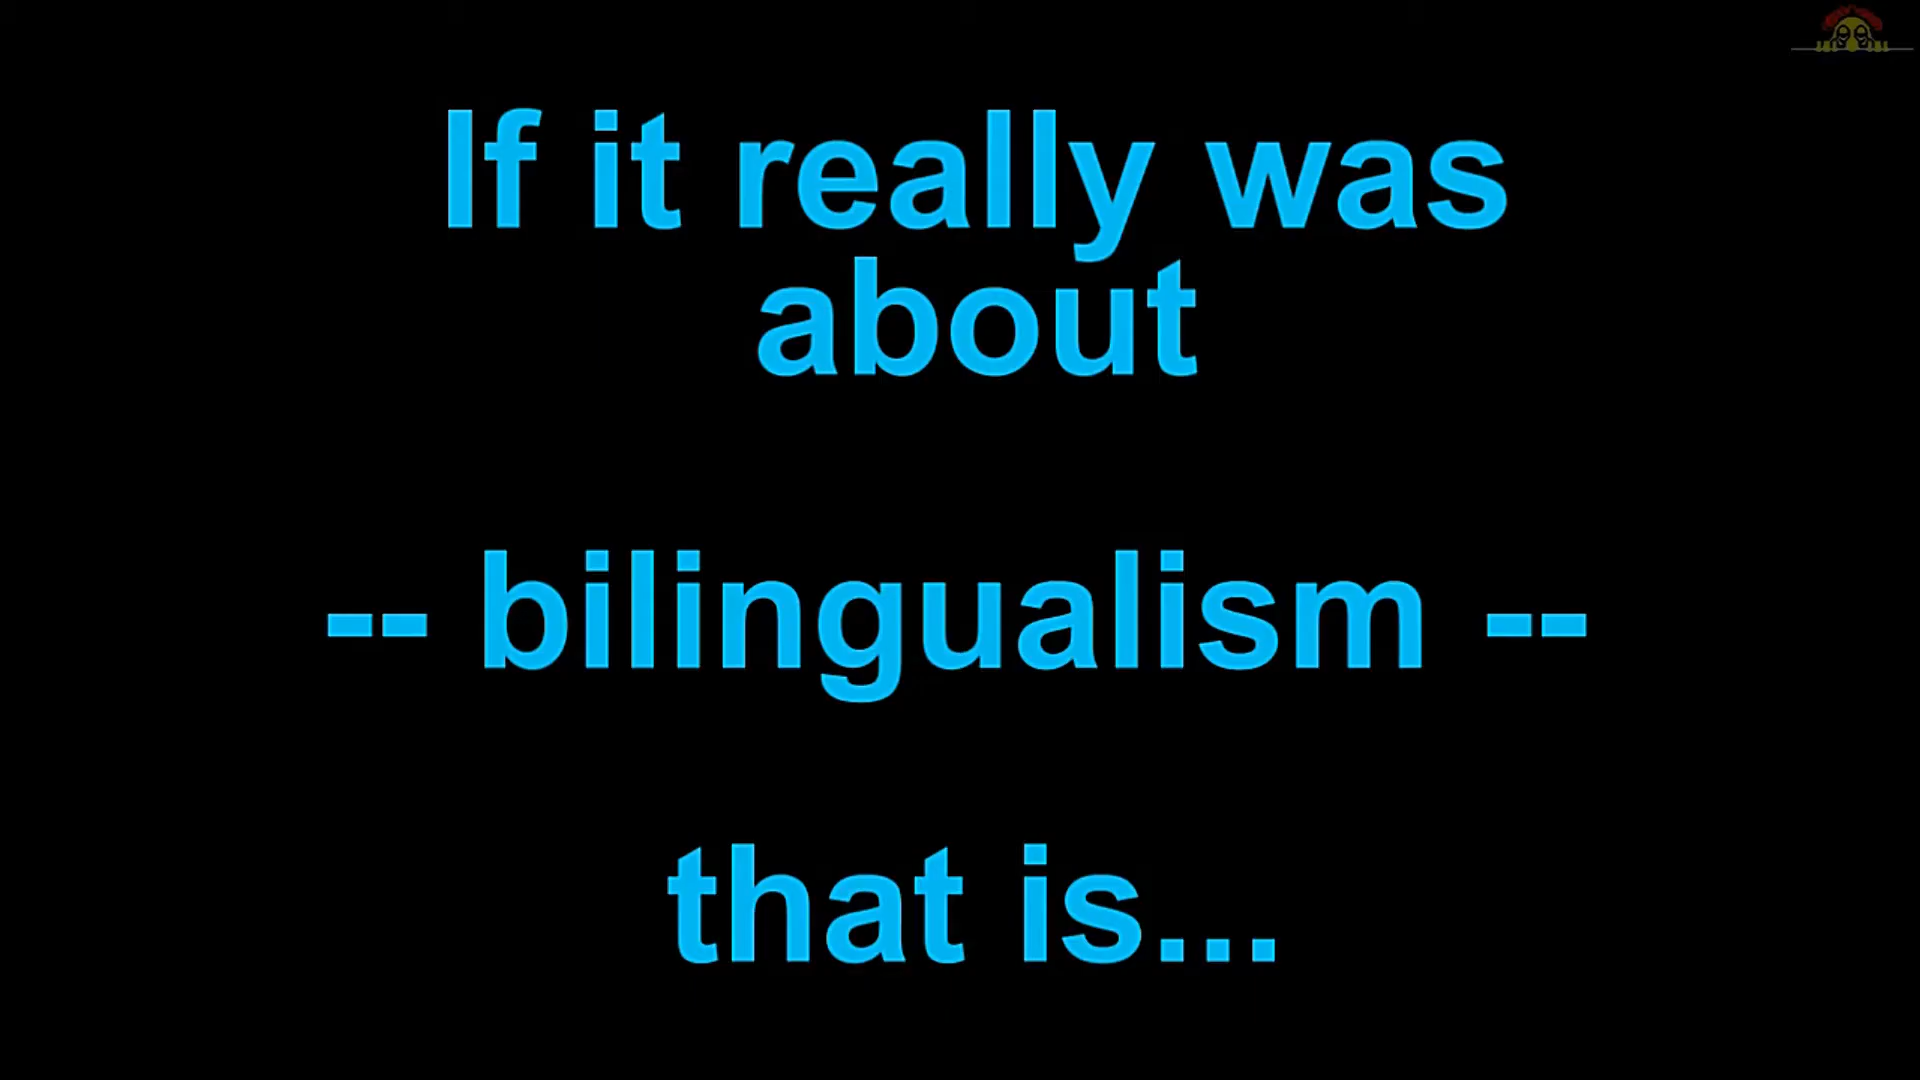 If it really was
about
-- bilingualism --
that is...